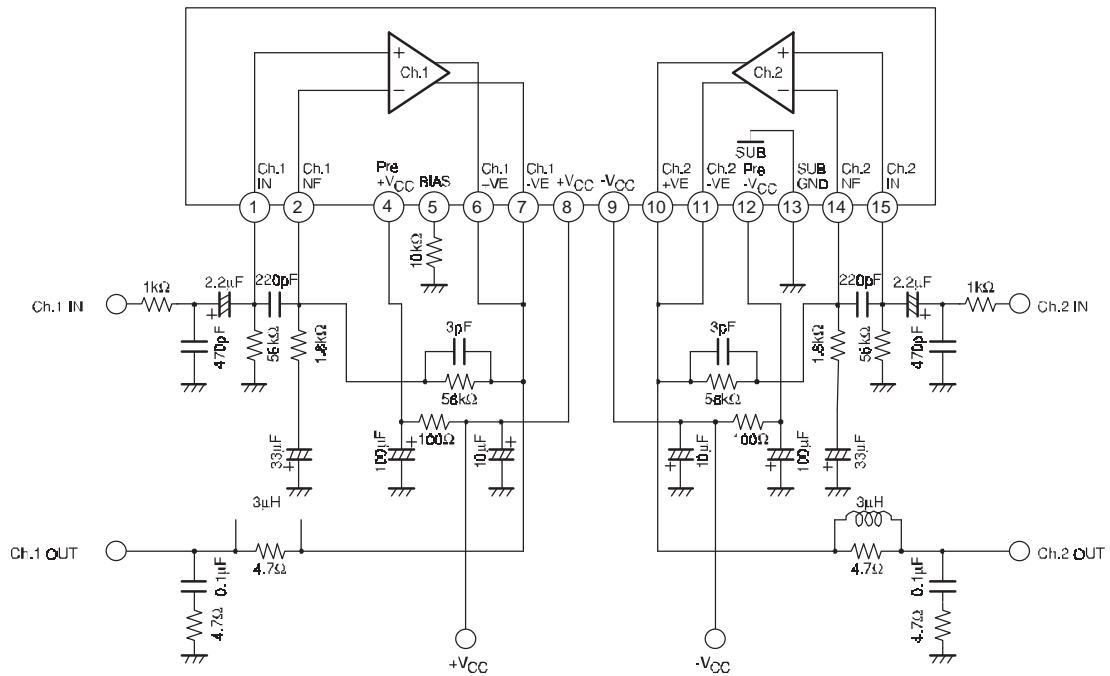 Ch.1
Ch.2
SUB
Ch.1 IN
Ch.1 NF
Pre +VCC
BIAS
Ch.1 +VE
Ch.1 -VE
+VCC
-VCC
Ch.2 +VE
Ch.2 -VE
Pre -VCC
SUB GND
Ch.2 NF
Ch.2 IN
1
2
4
5
6
7
8
9
10
11
12
13
14
15
Ch.1 IN
1kΩ
2.2µF
220pF
10kΩ
220pF
2.2µF
1kΩ
Ch.2 IN
470pF
56kΩ
1.8kΩ
3pF
56kΩ
3pF
56kΩ
1.8kΩ
56kΩ
470pF
33µF
100µF
100Ω
10µF
10µF
100Ω
100µF
33µF
3µH
3µH
Ch.1 OUT
4.7Ω
4.7Ω
Ch.2 OUT
0.1µF
4.7Ω
0.1µF
4.7Ω
+VCC
-VCC